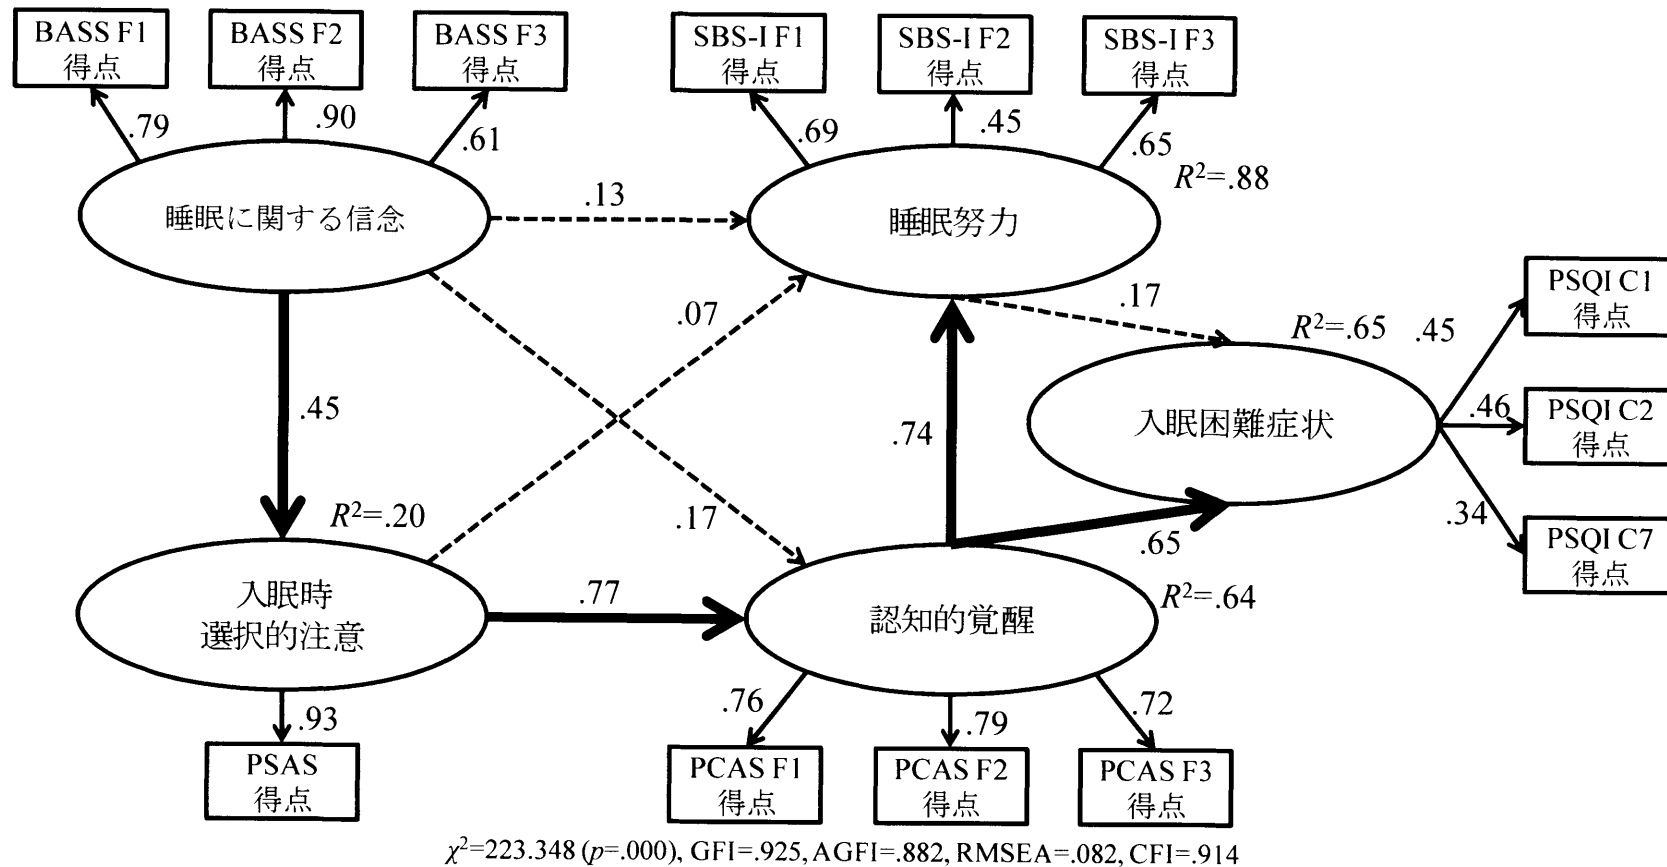 BASS F1
得点
BASS F2
得点
BASS F3
得点
SBS-I F1
得点
SBS-I F2
得点
SBS-I F3
得点
.79
.90
.61
.69
.45
.65
R²=.88
睡眠に関する信念
.13
睡眠努力
.07
.17
R²=.65
.45
PSQI C1
得点
.45
.74
入眠困難症状
.46
PSQI C2
得点
R²=.20
.17
.65
.34
PSQI C7
得点
入眠時
選択的注意
.77
認知的覚醒
R²=.64
.93
.76
.79
.72
PSAS
得点
PCAS F1
得点
PCAS F2
得点
PCAS F3
得点
χ²=223.348 (p=.000), GFI=.925, AGFI=.882, RMSEA=.082, CFI=.914